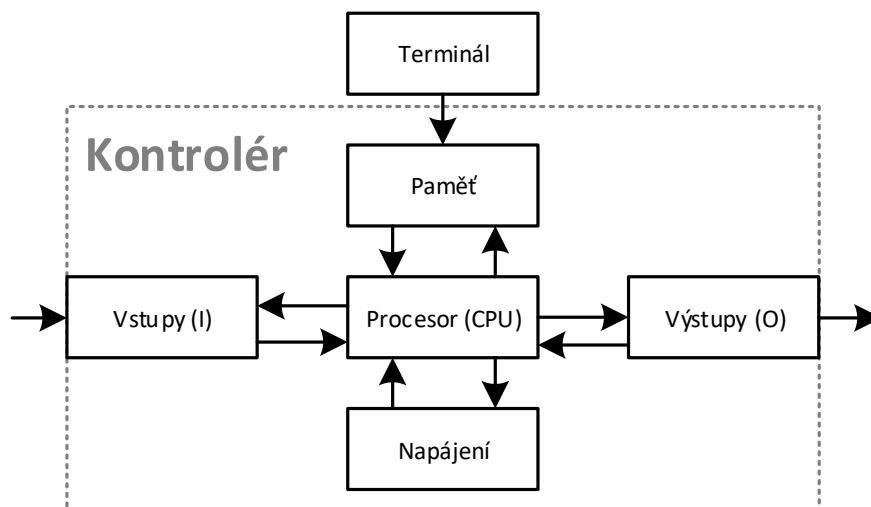 Terminál
Kontrolér
Paměť
Vstupy (I)
Procesor (CPU)
Výstupy (O)
Napájení